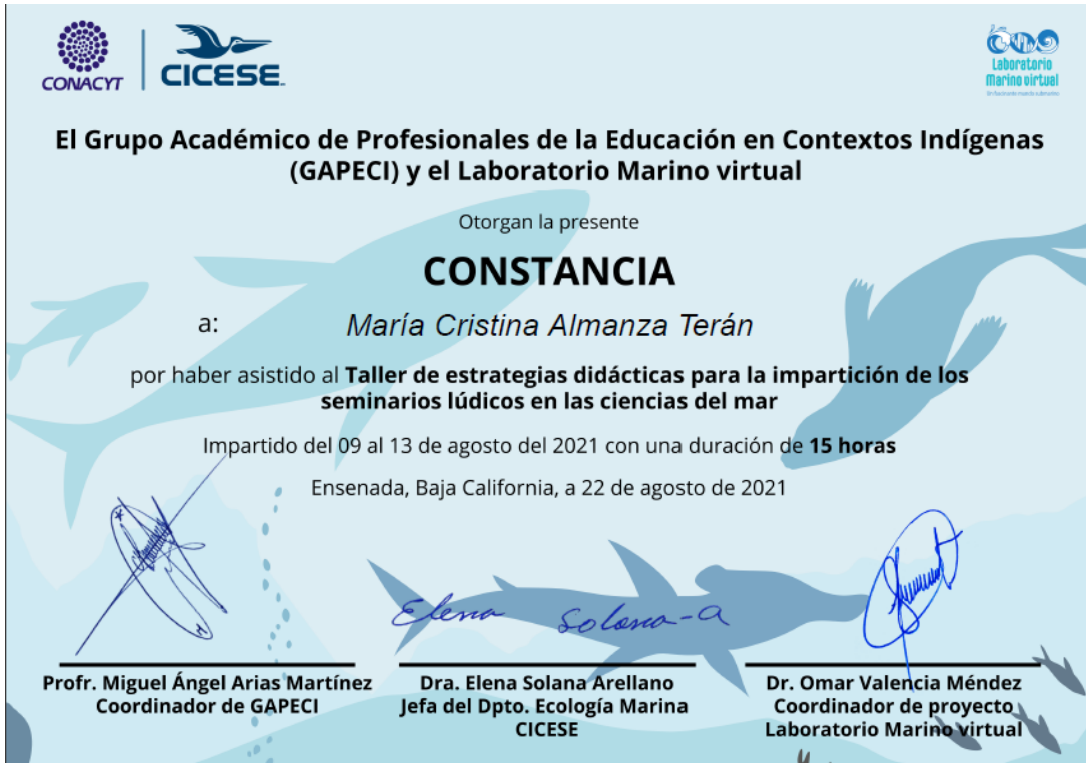 CONACYT
CICESE
Laboratorio
Marino virtual
El Grupo Académico de Profesionales de la Educación en Contextos Indígenas
(GAPECI) y el Laboratorio Marino virtual
Otorgan la presente
CONSTANCIA
a: María Cristina Almanza Terán
por haber asistido al Taller de estrategias didácticas para la impartición de los
seminarios lúdicos en las ciencias del mar
Impartido del 09 al 13 de agosto del 2021 con una duración de 15 horas
Ensenada, Baja California, a 22 de agosto de 2021
Elena Solana-A
Profr. Miguel Ángel Arias Martínez
Coordinador de GAPECI
Dra. Elena Solana Arellano
Jefa del Dpto. Ecología Marina
CICESE
Dr. Omar Valencia Méndez
Coordinador de proyecto
Laboratorio Marino virtual